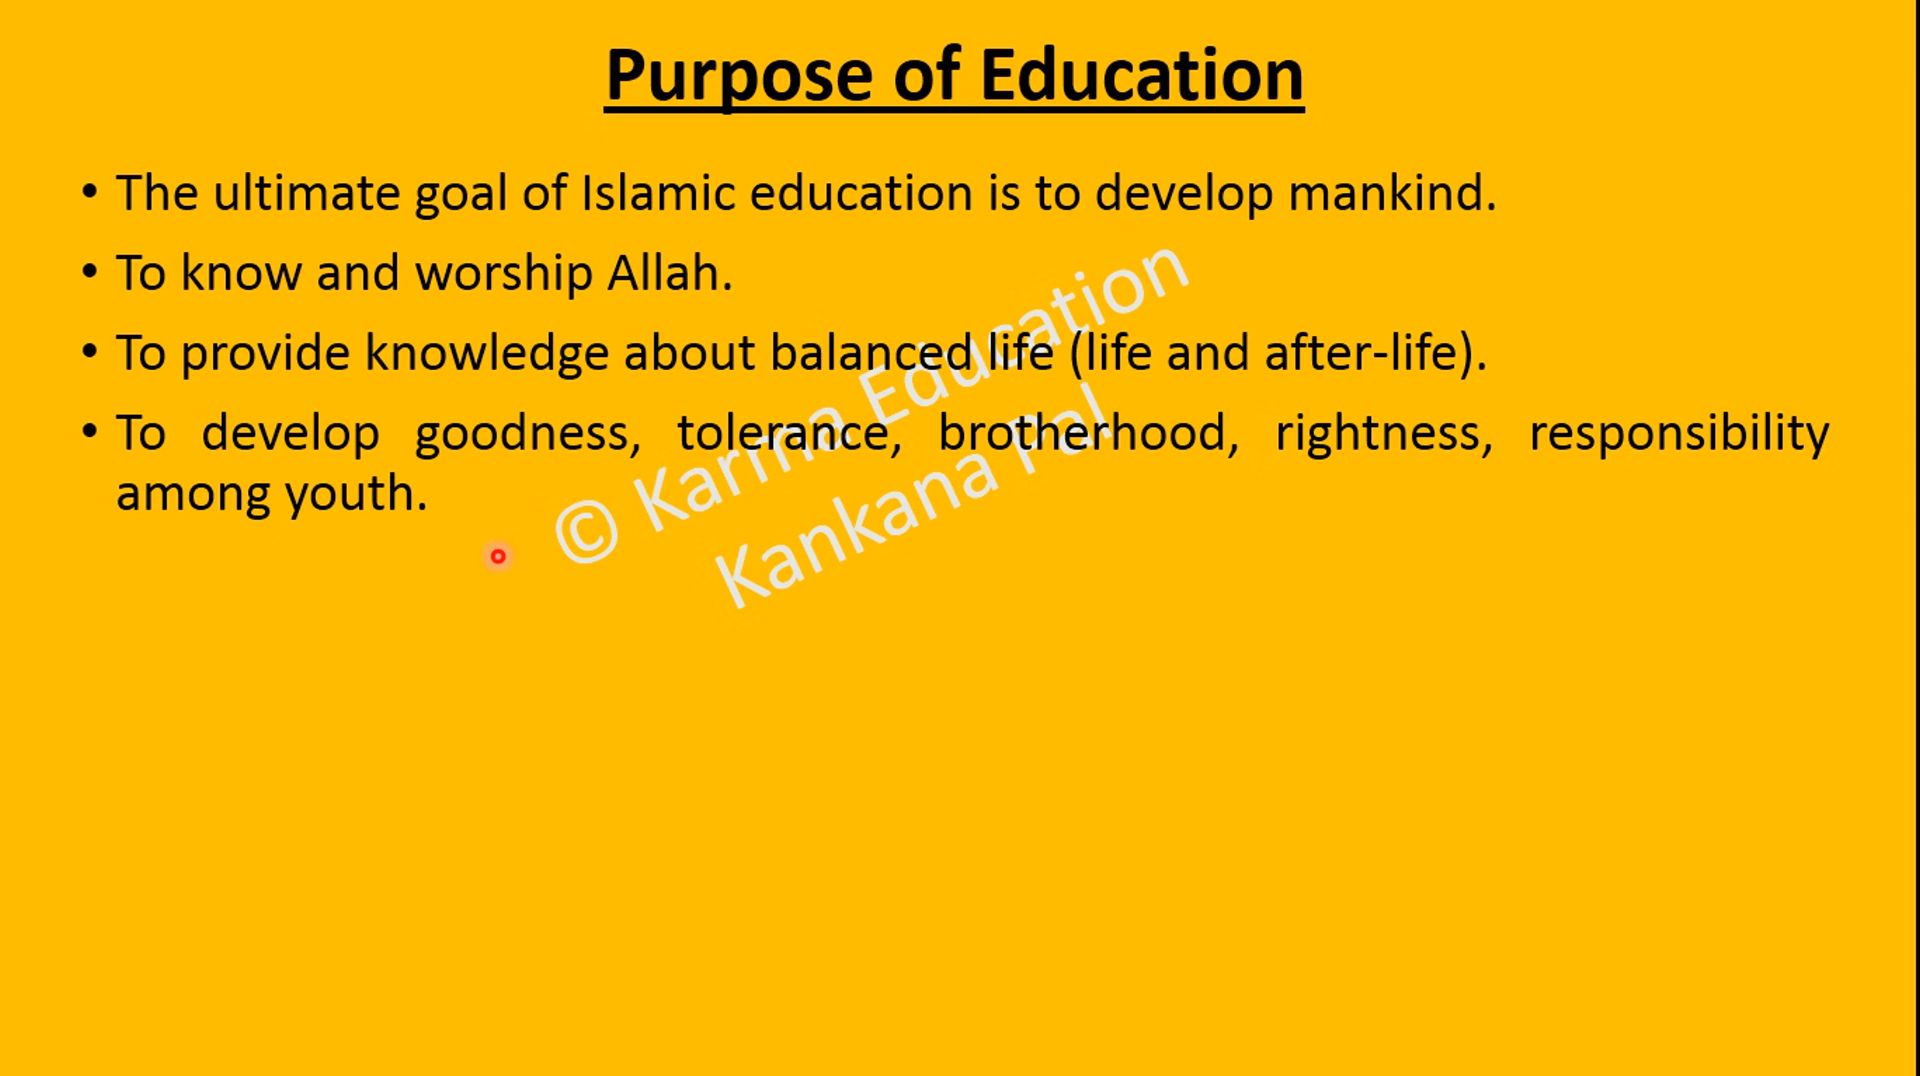 Purpose of Education
• The ultimate goal of Islamic education is to develop mankind.
• To know and worship Allah.
• To provide knowledge about balanced life (life and after-life).
• To develop goodness, tolerance, brotherhood, rightness, responsibility
among youth.
© Karma Education
Kankana Pal